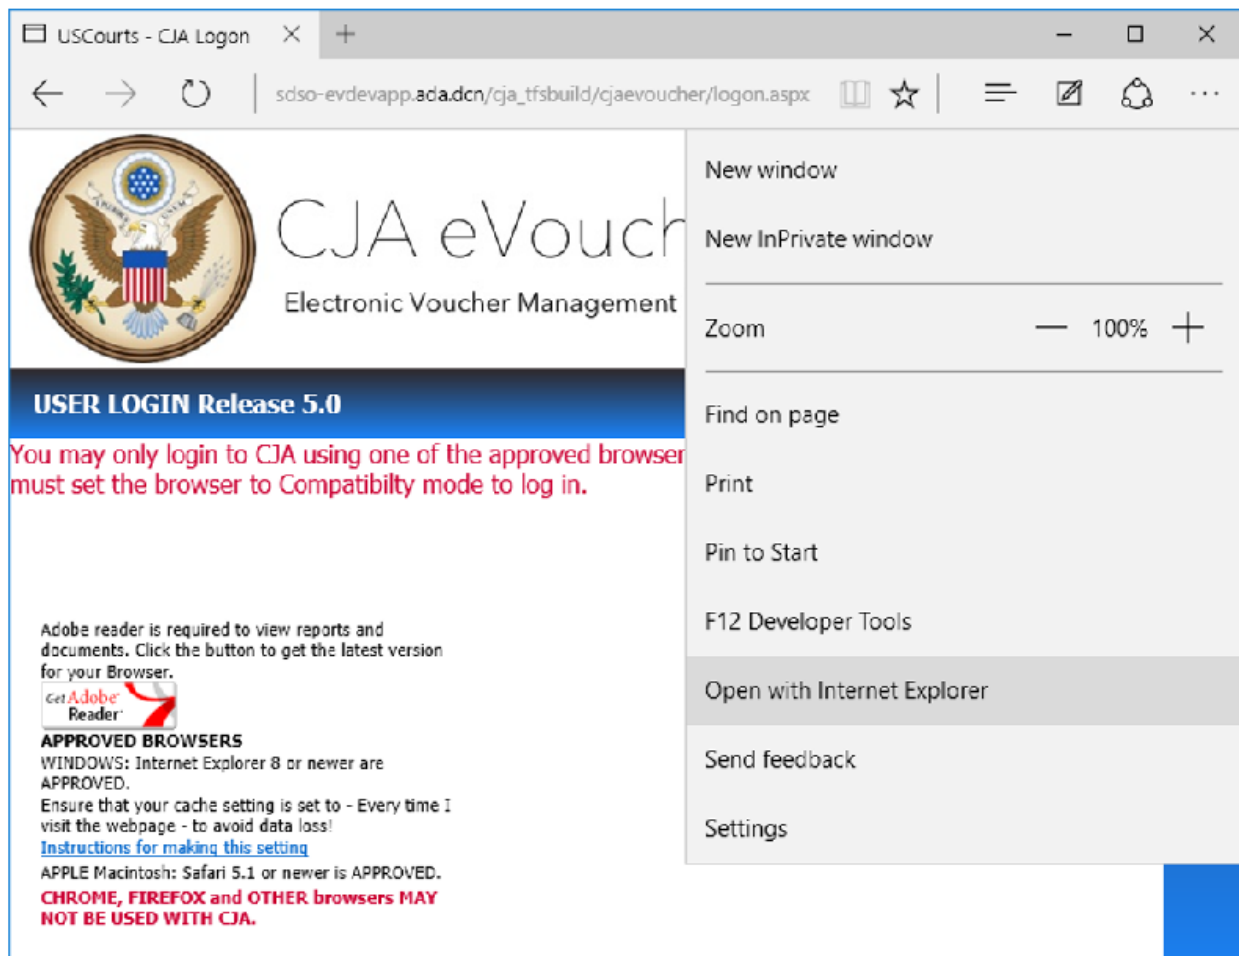 USCourts - CJA Logon
sdso-evdevapp.ada.dcn/cja_tfsbuild/cjaevoucher/logon.aspx
CJA eVouch
Electronic Voucher Management
USER LOGIN Release 5.0
You may only login to CJA using one of the approved browser
must set the browser to Compatibilty mode to log in.
Adobe reader is required to view reports and
documents. Click the button to get the latest version
for your Browser.
Get Adobe
Reader
APPROVED BROWSERS
WINDOWS: Internet Explorer 8 or newer are
APPROVED.
Ensure that your cache setting is set to - Every time I
visit the webpage - to avoid data loss!
Instructions for making this setting
APPLE Macintosh: Safari 5.1 or newer is APPROVED.
CHROME, FIREFOX and OTHER browsers MAY
NOT BE USED WITH CJA.
New window
New InPrivate window
Zoom 100%
Find on page
Print
Pin to Start
F12 Developer Tools
Open with Internet Explorer
Send feedback
Settings